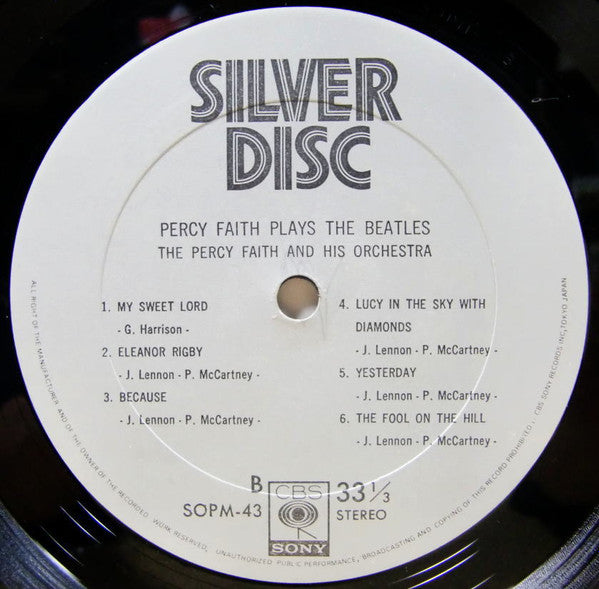 SILVER
DISC
PERCY FAITH PLAYS THE BEATLES
THE PERCY FAITH AND HIS ORCHESTRA
1. MY SWEET LORD
- G. Harrison -
2. ELEANOR RIGBY
- J. Lennon - P. McCartney -
3. BECAUSE
- J. Lennon - P. McCartney -
4. LUCY IN THE SKY WITH
DIAMONDS
- J. Lennon - P. McCartney -
5. YESTERDAY
- J. Lennon - P. McCartney -
6. THE FOOL ON THE HILL
- J. Lennon - P. McCartney -
B
SOPM-43
CBS
SONY
33 1/3
STEREO
ALL RIGHT OF THE MANUFACTURER AND OF THE OWNER OF THE RECORDED WORK RESERVED, UNAUTHORIZED PUBLIC PERFORMANCE, BROADCASTING AND COPYING OF THIS RECORD PROHIBITED / CBS SONY RECORDS INC, TOKYO JAPAN